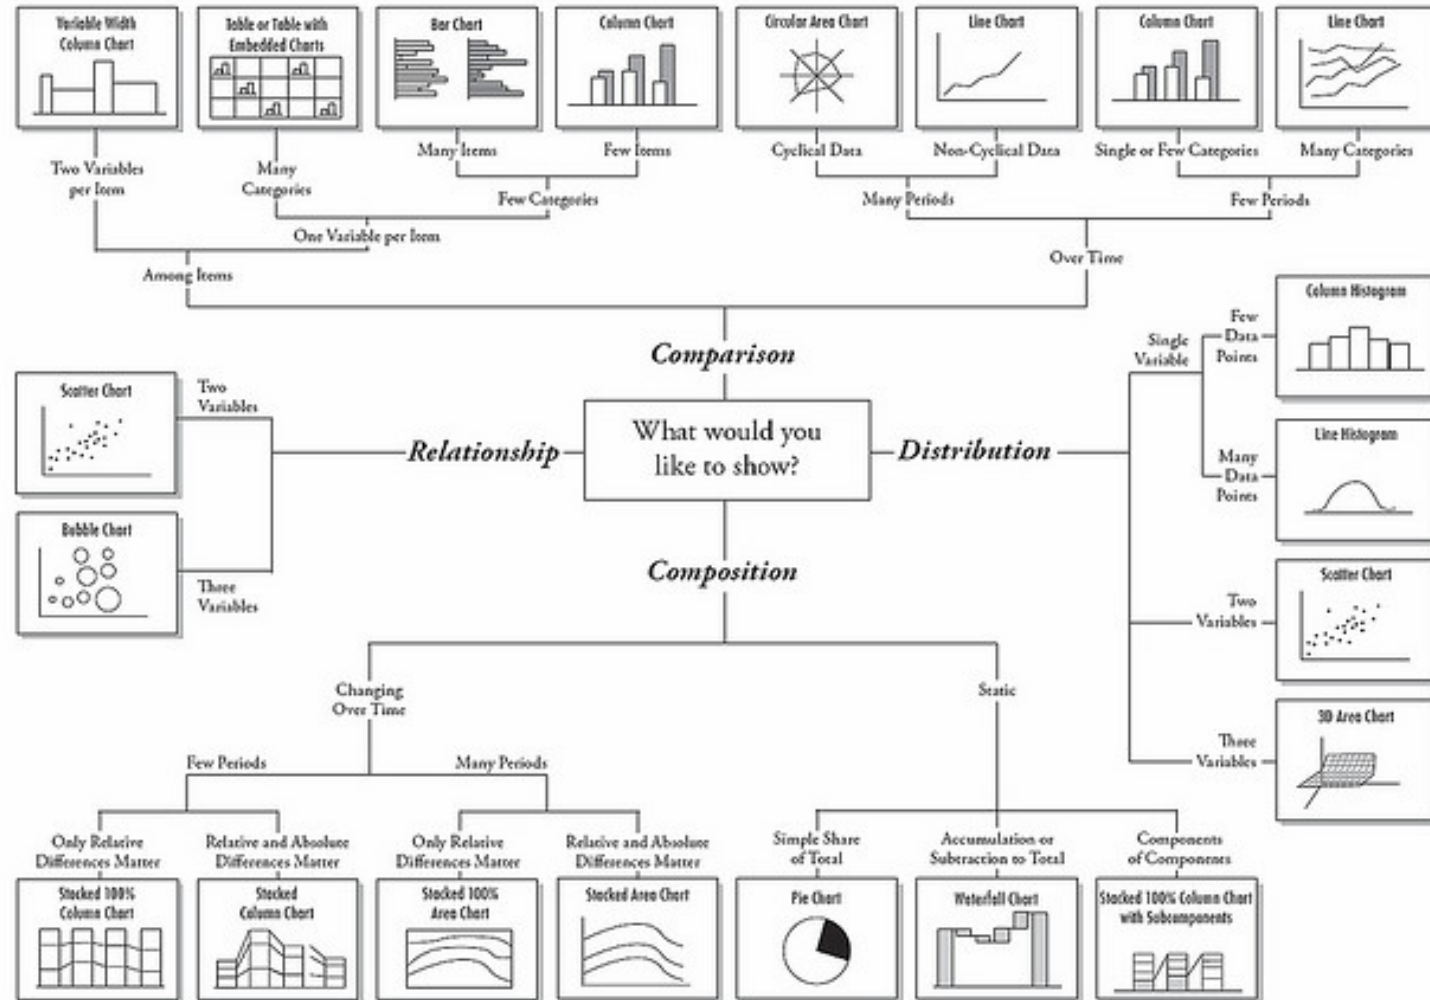 Variable Width
Column Chart
Table or Table with
Embedded Charts
Bar Chart
Column Chart
Circular Area Chart
Line Chart
Column Chart
Line Chart
Two Variables
per Item
Many
Categories
Many Items
Few Items
Cyclical Data
Non-Cyclical Data
Single or Few Categories
Many Categories
Few Categories
Many Periods
Few Periods
One Variable per Item
Over Time
Among Items
Comparison
What would you
like to show?
Relationship
Two
Variables
Scatter Chart
Bubble Chart
Three
Variables
Distribution
Single
Variable
Few
Data
Points
Column Histogram
Many
Data
Points
Line Histogram
Two
Variables
Scatter Chart
Three
Variables
3D Area Chart
Composition
Changing
Over Time
Static
Few Periods
Many Periods
Only Relative
Differences Matter
Relative and Absolute
Differences Matter
Only Relative
Differences Matter
Relative and Absolute
Differences Matter
Simple Share
of Total
Accumulation or
Subtraction to Total
Components
of Components
Stacked 100%
Column Chart
Stacked
Column Chart
Stacked 100%
Area Chart
Stacked Area Chart
Pie Chart
Waterfall Chart
Stacked 100% Column Chart
with Subcomponents